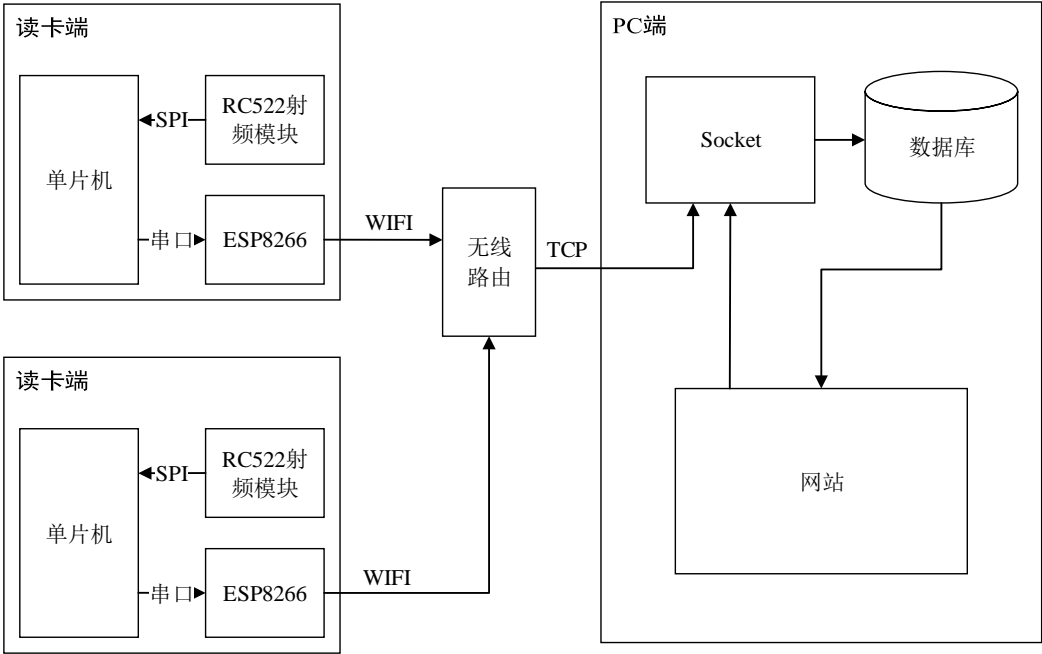 读卡端
单片机
SPI
RC522射
频模块
串口
ESP8266
WIFI
读卡端
单片机
SPI
RC522射
频模块
串口
ESP8266
WIFI
无线
路由
TCP
PC端
Socket
数据库
网站